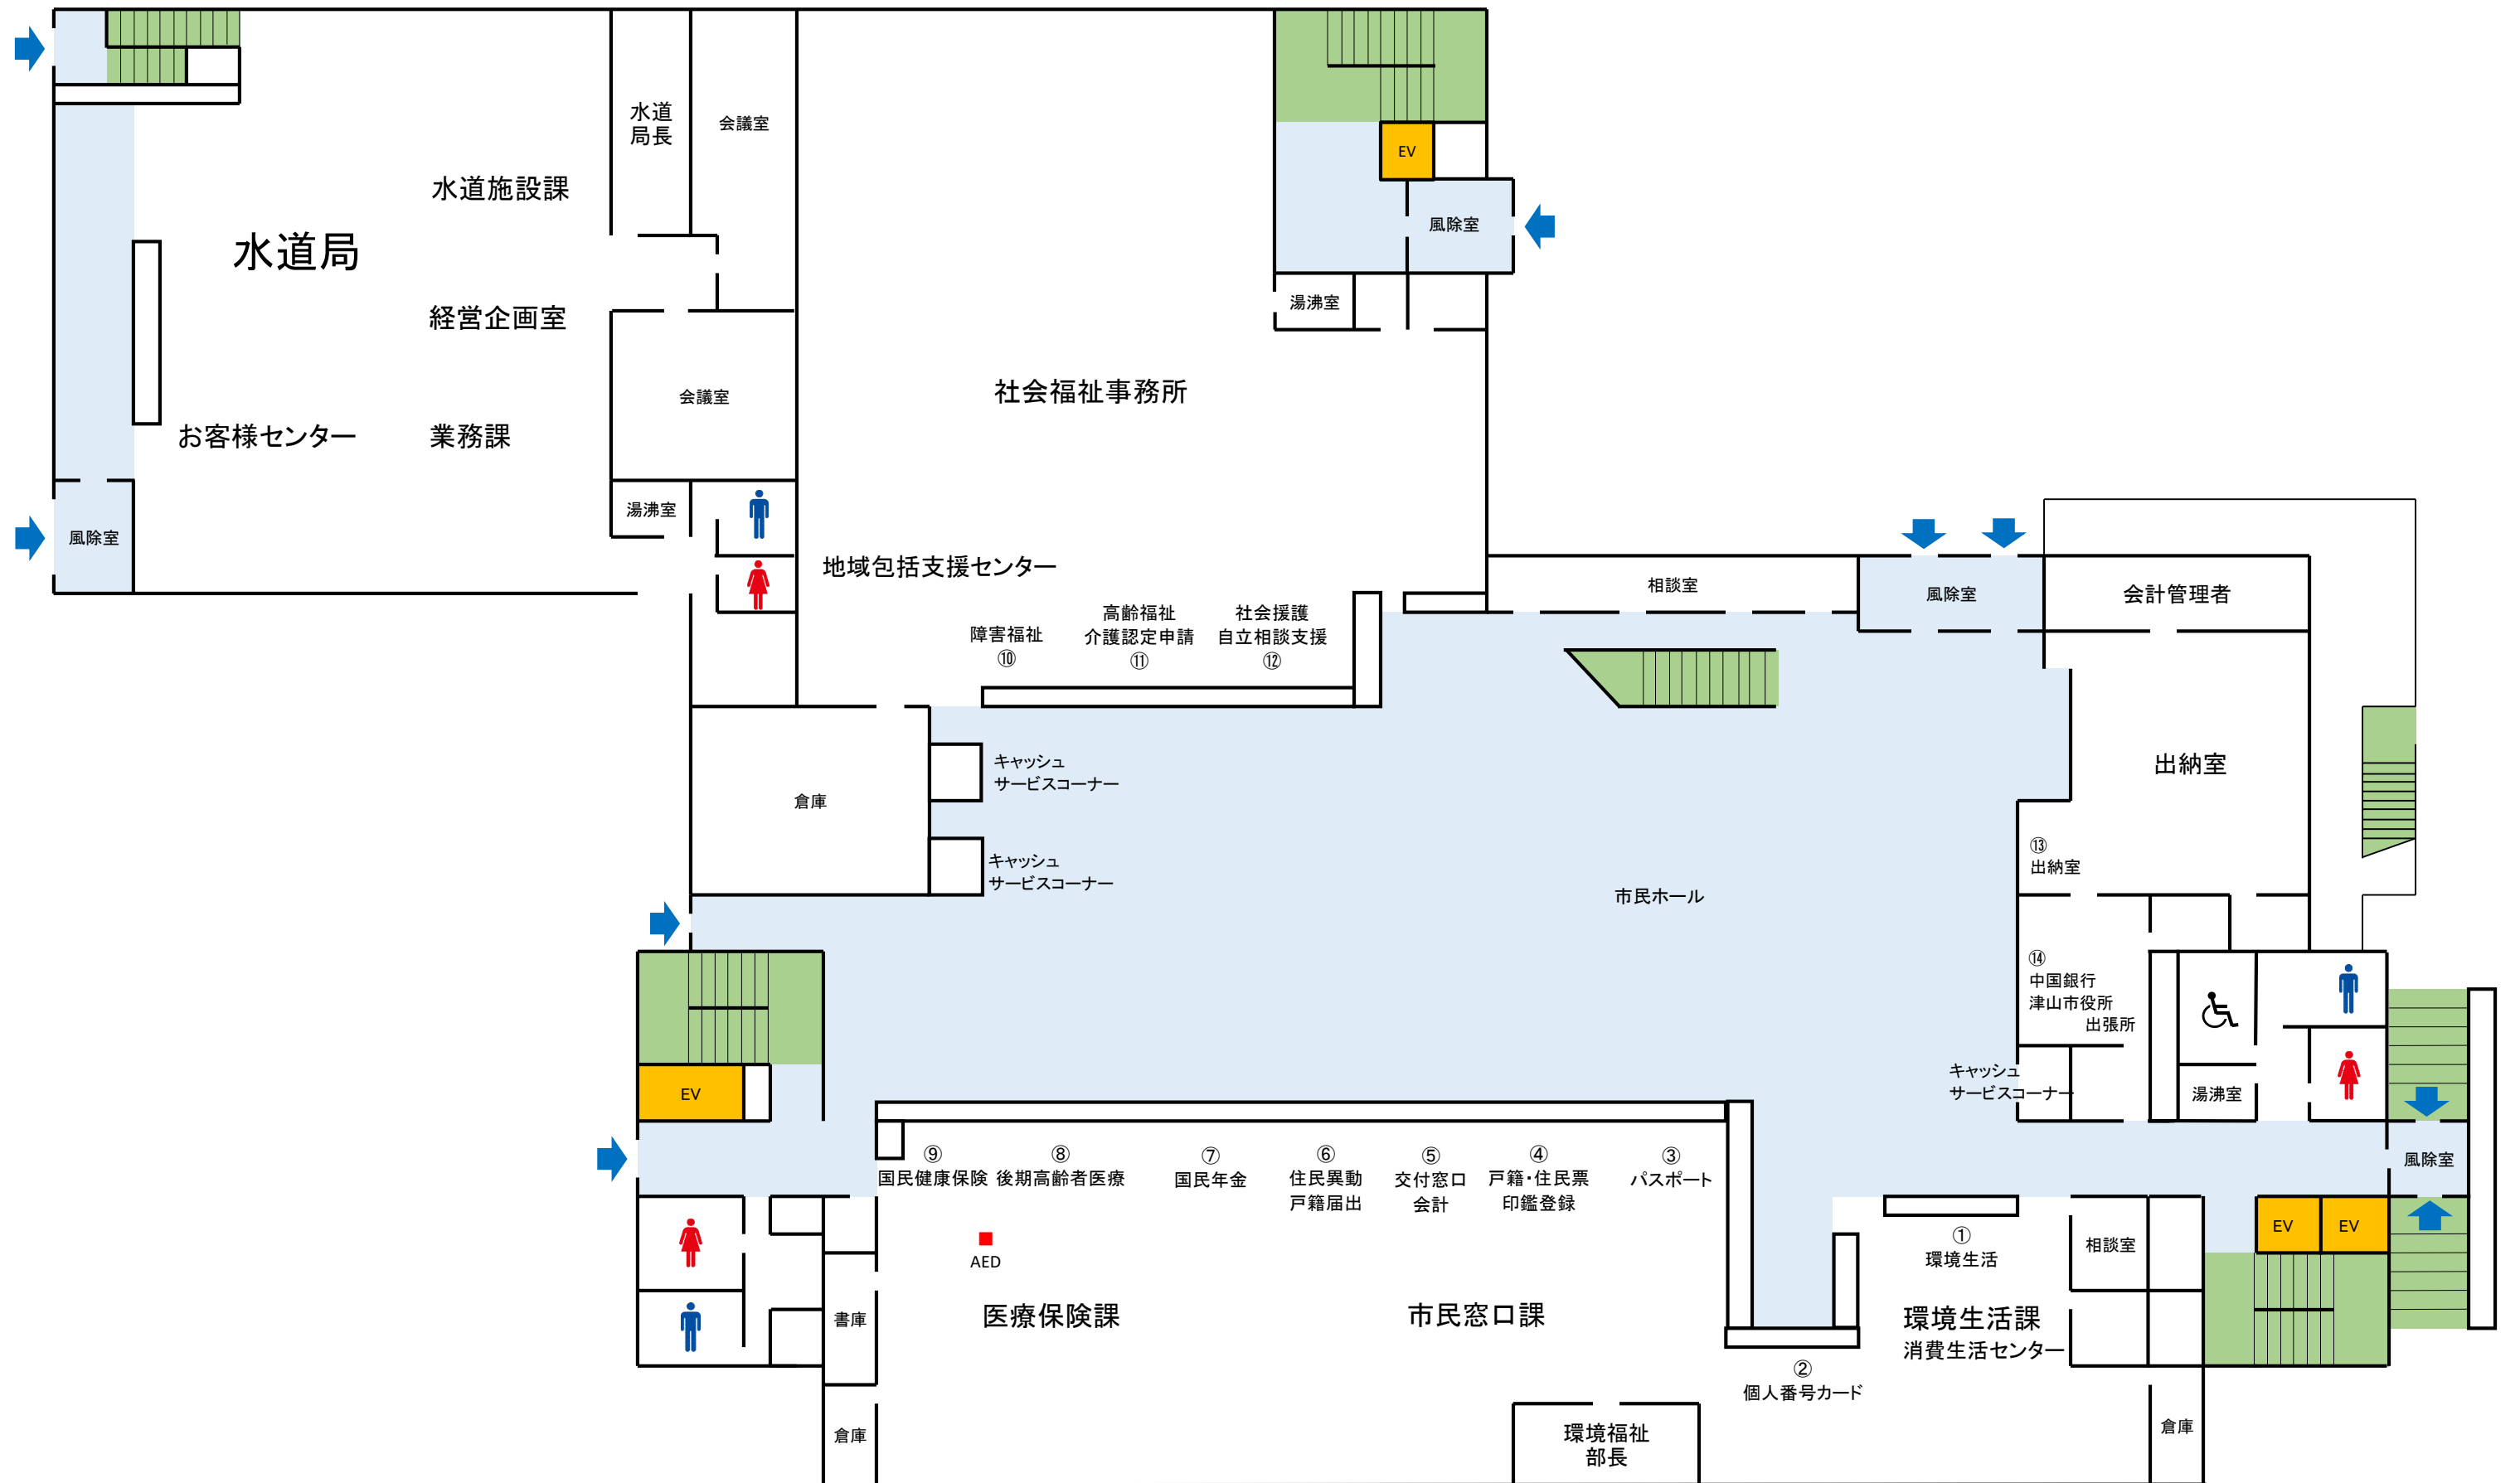 水道
局長
会議室
EV
水道施設課
風除室
水道局
湯沸室
経営企画室
社会福祉事務所
会議室
お客様センター
業務課
湯沸室
風除室
地域包括支援センター
相談室
風除室
会計管理者
障害福祉
⑩
高齢福祉
介護認定申請
⑪
社会援護
自立相談支援
⑫
キャッシュ
サービスコーナー
出納室
倉庫
キャッシュ
サービスコーナー
⑬
出納室
市民ホール
⑭
中国銀行
津山市役所
出張所
EV
キャッシュ
サービスコーナー
湯沸室
風除室
⑨
国民健康保険
⑧
後期高齢者医療
⑦
国民年金
⑥
住民異動
戸籍届出
⑤
交付窓口
会計
④
戸籍・住民票
印鑑登録
③
パスポート
①
環境生活
相談室
EV
EV
AED
医療保険課
市民窓口課
環境生活課
消費生活センター
書庫
②
個人番号カード
倉庫
環境福祉
部長
倉庫